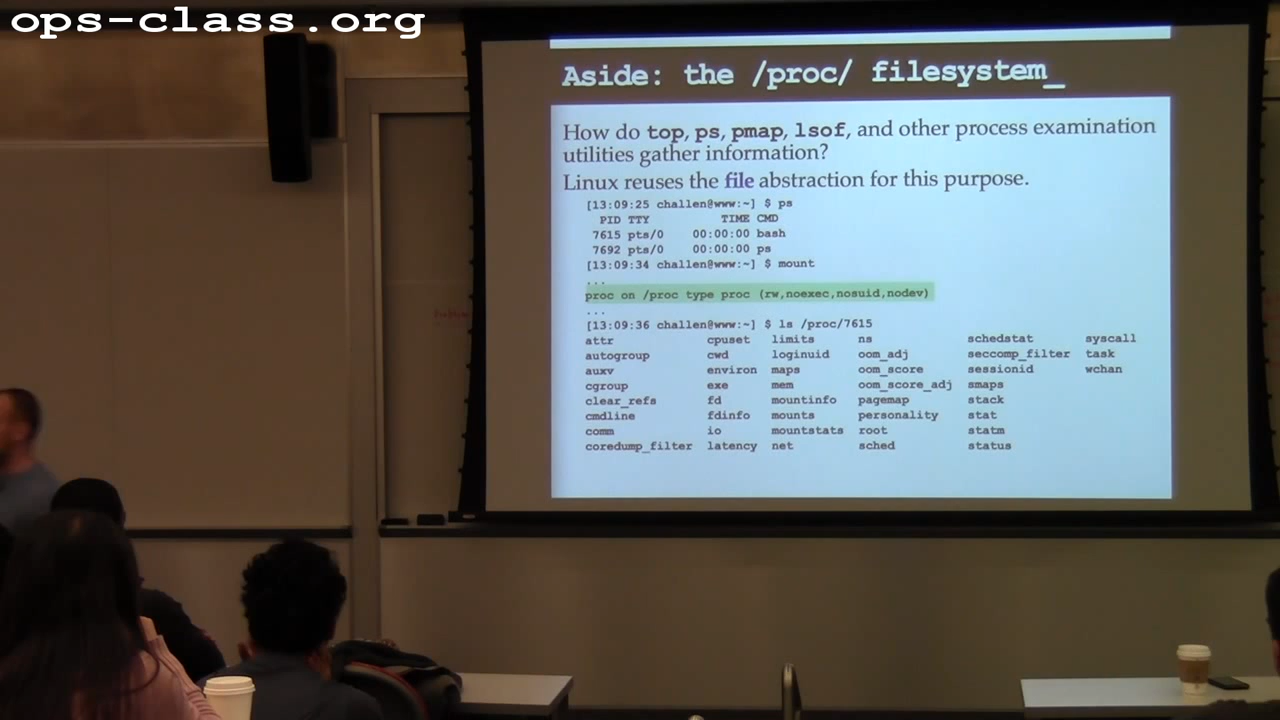 ops-class.org
Aside: the /proc/ filesystem_
How do top, ps, pmap, lsof, and other process examination
utilities gather information?
Linux reuses the file abstraction for this purpose.
[13:09:25 challen@www:~] $ ps
PID TTY TIME CMD
7615 pts/0 00:00:00 bash
7692 pts/0 00:00:00 ps
[13:09:34 challen@www:~] $ mount
...
proc on /proc type proc (rw,noexec,nosuid,nodev)
...
[13:09:36 challen@www:~] $ ls /proc/7615
attr cpuset limits ns schedstat syscall
autogroup cwd loginuid oom_adj seccomp_filter task
auxv environ maps oom_score sessionid wchan
cgroup exe mem oom_score_adj smaps
clear_refs fd mountinfo pagemap stack
cmdline fdinfo mounts personality stat
comm io mountstats root statm
coredump_filter latency net sched status